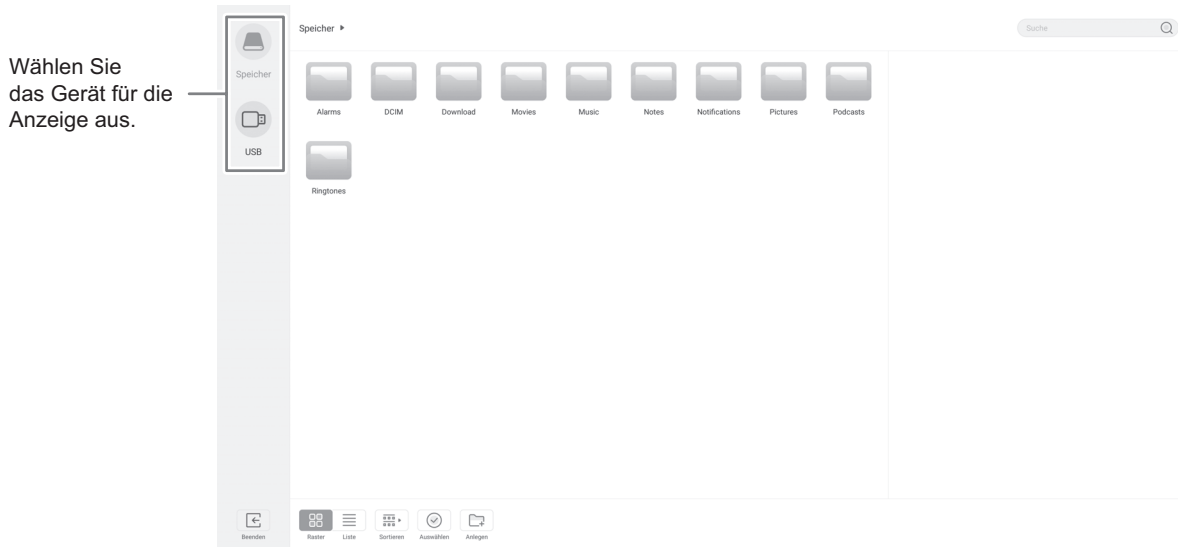 Wählen Sie
das Gerät für die
Anzeige aus.
Speicher
USB
Speicher
Suche
Alarms DCIM Download Movies Music Notes Notifications Pictures Podcasts
Ringtones
Beenden Raster Liste Sortieren Auswählen Anlegen